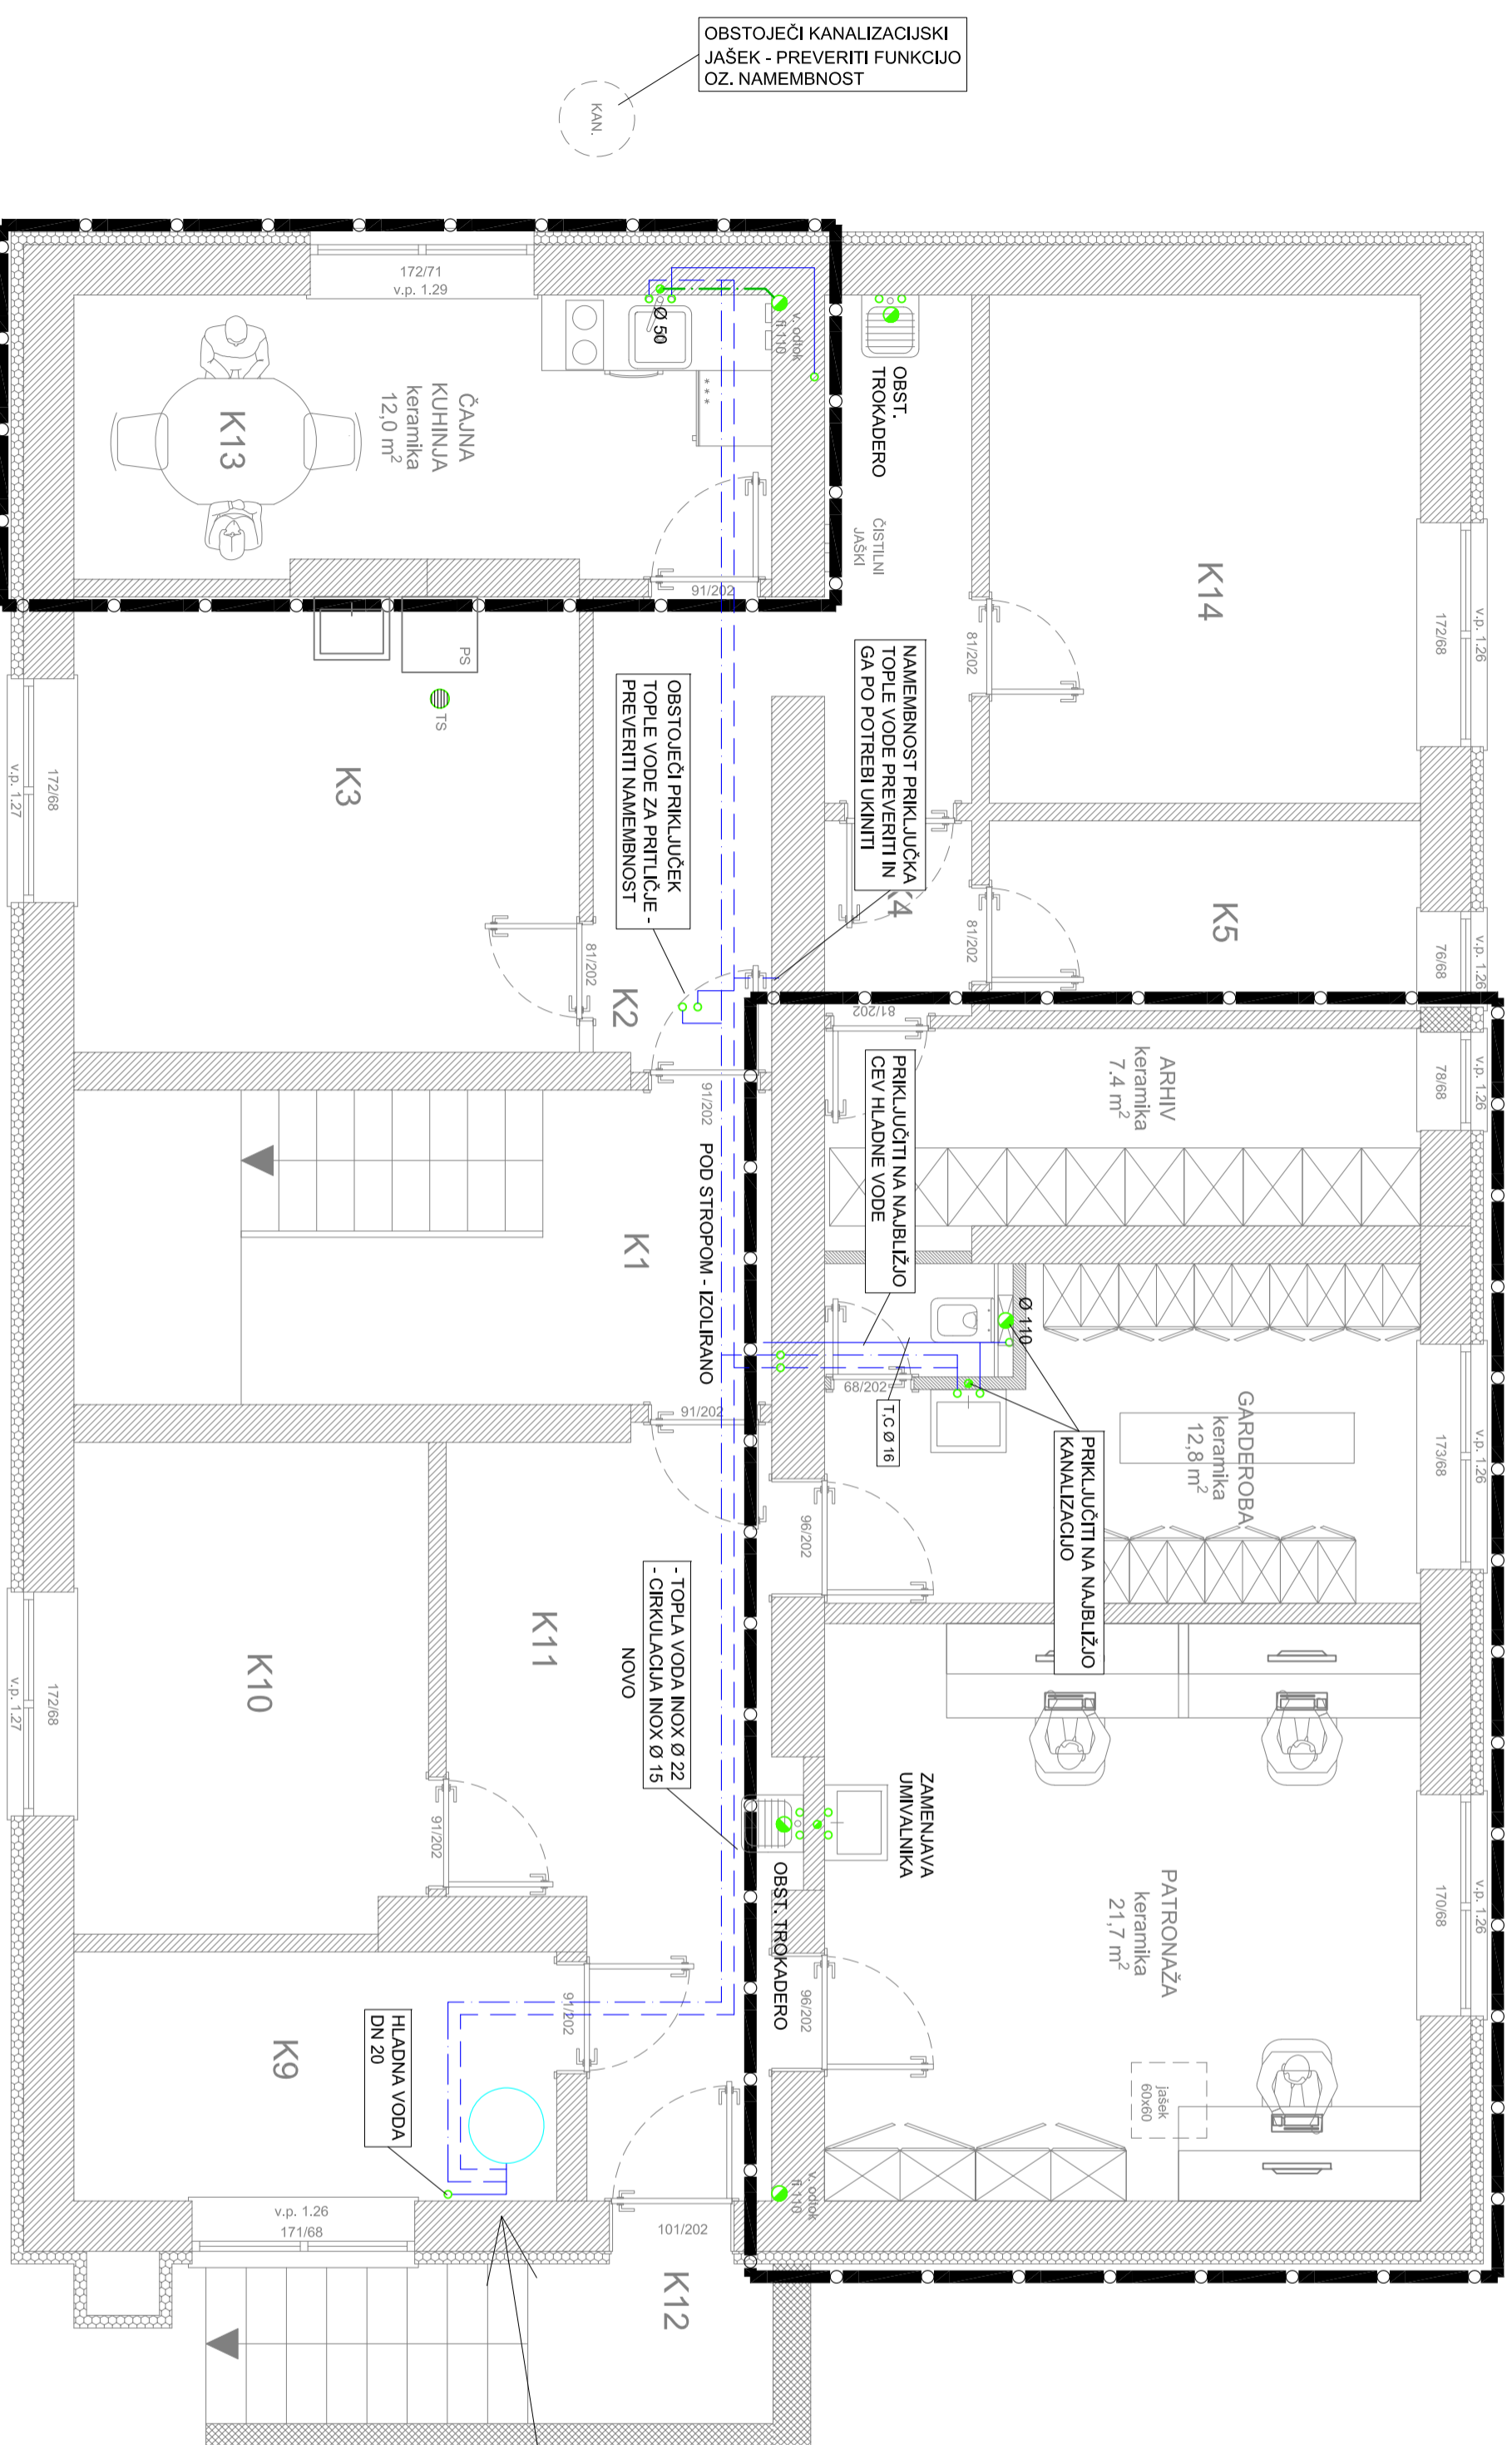 OBSTOJEČI KANALIZACIJSKI
JAŠEK - PREVERITI FUNKCIJO
OZ. NAMEMBNOST
KAN.
172/71
v.p. 1.29
Ø 50
v. odtok
fi 110
***
ČAJNA
KUHINJA
keramika
12,0 m²
K13
91/202
OBST.
TROKADERO
ČISTILNI
JAŠKI
K14
172/68
v.p. 1.26
81/202
NAMEMBNOST PRIKLJUČKA
TOPLE VODE PREVERITI IN
GA PO POTREBI UKINITI
K4
K5
81/202
76/68
v.p. 1.26
PS
TS
K3
172/68
v.p. 1.27
OBSTOJEČI PRIKLJUČEK
TOPLE VODE ZA PRITLIČJE -
PREVERITI NAMEMBNOST
81/202
K2
81/202
ARHIV
keramika
7.4 m²
78/68
v.p. 1.26
PRIKLJUČITI NA NAJBLIŽJO
CEV HLADNE VODE
91/202
POD STROPOM - IZOLIRANO
K1
Ø 110
68/202
T,C Ø 16
GARDEROBA
keramika
12,8 m²
173/68
v.p. 1.26
PRIKLJUČITI NA NAJBLIŽJO
KANALIZACIJO
91/202
96/202
- TOPLA VODA INOX Ø 22
- CIRKULACIJA INOX Ø 15
NOVO
K11
K10
172/68
v.p. 1.27
91/202
ZAMENJAVA
UMIVALNIKA
OBST. TROKADERO
PATRONAŽA
keramika
21,7 m²
170/68
v.p. 1.26
96/202
jašek
60x60
v. odtok
fi 110
91/202
K9
HLADNA VODA
DN 20
v.p. 1.26
171/68
101/202
K12